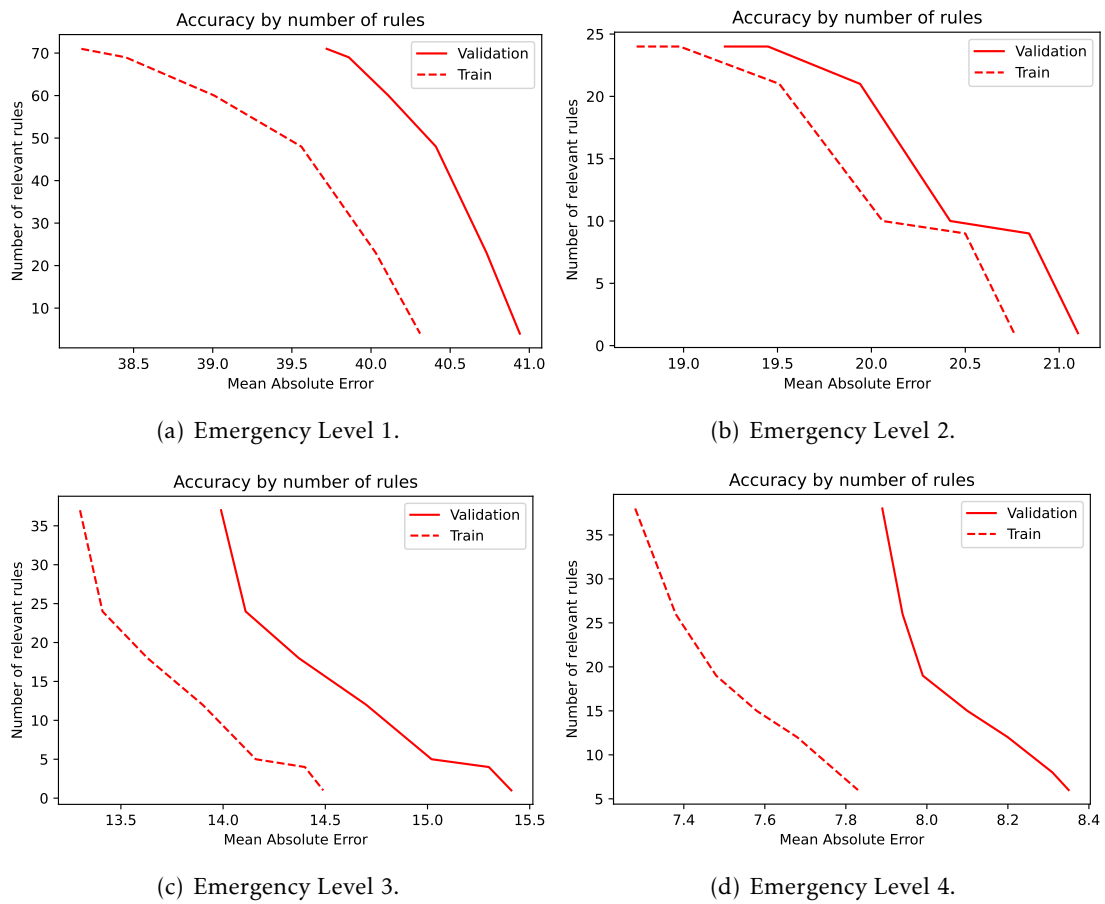 Accuracy by number of rules
Number of relevant rules
70
60
50
40
30
20
10
Validation
Train
38.5 39.0 39.5 40.0 40.5 41.0
Mean Absolute Error
(a) Emergency Level 1.
Accuracy by number of rules
Number of relevant rules
25
20
15
10
5
0
Validation
Train
19.0 19.5 20.0 20.5 21.0
Mean Absolute Error
(b) Emergency Level 2.
Accuracy by number of rules
Number of relevant rules
35
30
25
20
15
10
5
0
Validation
Train
13.5 14.0 14.5 15.0 15.5
Mean Absolute Error
(c) Emergency Level 3.
Accuracy by number of rules
Number of relevant rules
35
30
25
20
15
10
5
Validation
Train
7.4 7.6 7.8 8.0 8.2 8.4
Mean Absolute Error
(d) Emergency Level 4.